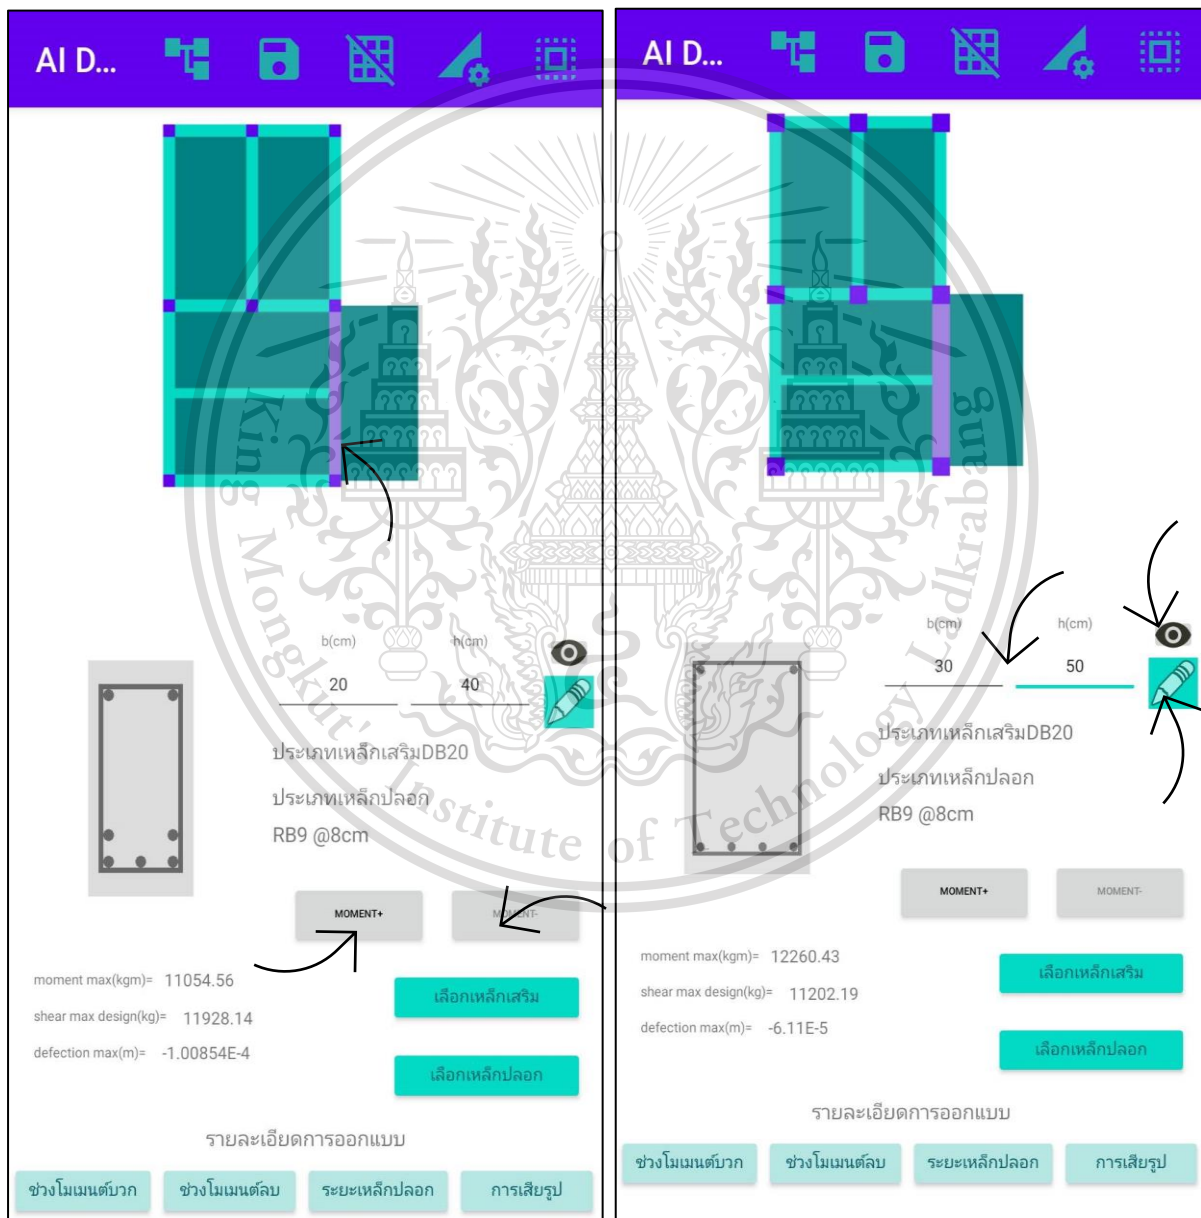 AI D...
b(cm) h(cm)
20 40
ประเภทเหล็กเสริมDB20
ประเภทเหล็กปลอก
RB9 @8cm
MOMENT+ MOMENT-
moment max(kgm)= 11054.56
เลือกเหล็กเสริม
shear max design(kg)= 11928.14
defection max(m)= -1.00854E-4
เลือกเหล็กปลอก
รายละเอียดการออกแบบ
ช่วงโมเมนต์บวก ช่วงโมเมนต์ลบ ระยะเหล็กปลอก การเสียรูป
AI D...
b(cm) h(cm)
30 50
ประเภทเหล็กเสริมDB20
ประเภทเหล็กปลอก
RB9 @8cm
MOMENT+ MOMENT-
moment max(kgm)= 12260.43
เลือกเหล็กเสริม
shear max design(kg)= 11202.19
defection max(m)= -6.11E-5
เลือกเหล็กปลอก
รายละเอียดการออกแบบ
ช่วงโมเมนต์บวก ช่วงโมเมนต์ลบ ระยะเหล็กปลอก การเสียรูป
King Mongkut's Institute of Technology Ladkrabang